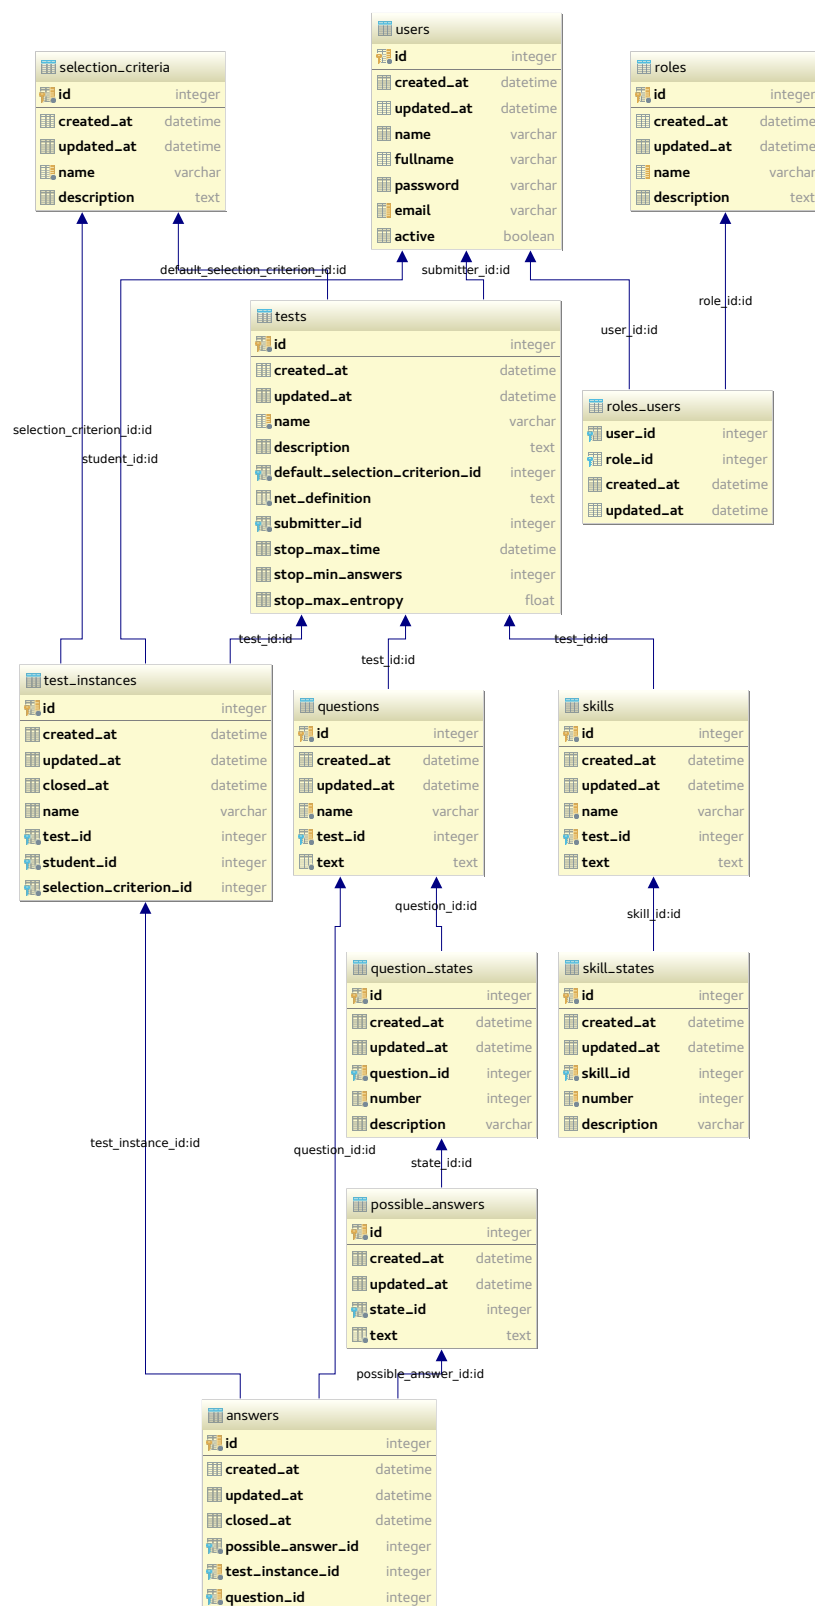 users
id integer
created_at datetime
updated_at datetime
name varchar
fullname varchar
password varchar
email varchar
active boolean
selection_criteria
id integer
created_at datetime
updated_at datetime
name varchar
description text
roles
id integer
created_at datetime
updated_at datetime
name varchar
description text
default_selection_criterion_id:id
submitter_id:id
user_id:id
role_id:id
selection_criterion_id:id
student_id:id
tests
id integer
created_at datetime
updated_at datetime
name varchar
description text
default_selection_criterion_id integer
net_definition text
submitter_id integer
stop_max_time datetime
stop_min_answers integer
stop_max_entropy float
roles_users
user_id integer
role_id integer
created_at datetime
updated_at datetime
test_id:id
test_id:id
test_id:id
test_instances
id integer
created_at datetime
updated_at datetime
closed_at datetime
name varchar
test_id integer
student_id integer
selection_criterion_id integer
questions
id integer
created_at datetime
updated_at datetime
name varchar
test_id integer
text text
skills
id integer
created_at datetime
updated_at datetime
name varchar
test_id integer
text text
question_id:id
skill_id:id
question_states
id integer
created_at datetime
updated_at datetime
question_id integer
number integer
description varchar
skill_states
id integer
created_at datetime
updated_at datetime
skill_id integer
number integer
description varchar
test_instance_id:id
question_id:id
state_id:id
possible_answers
id integer
created_at datetime
updated_at datetime
state_id integer
text text
possible_answer_id:id
answers
id integer
created_at datetime
updated_at datetime
closed_at datetime
possible_answer_id integer
test_instance_id integer
question_id integer